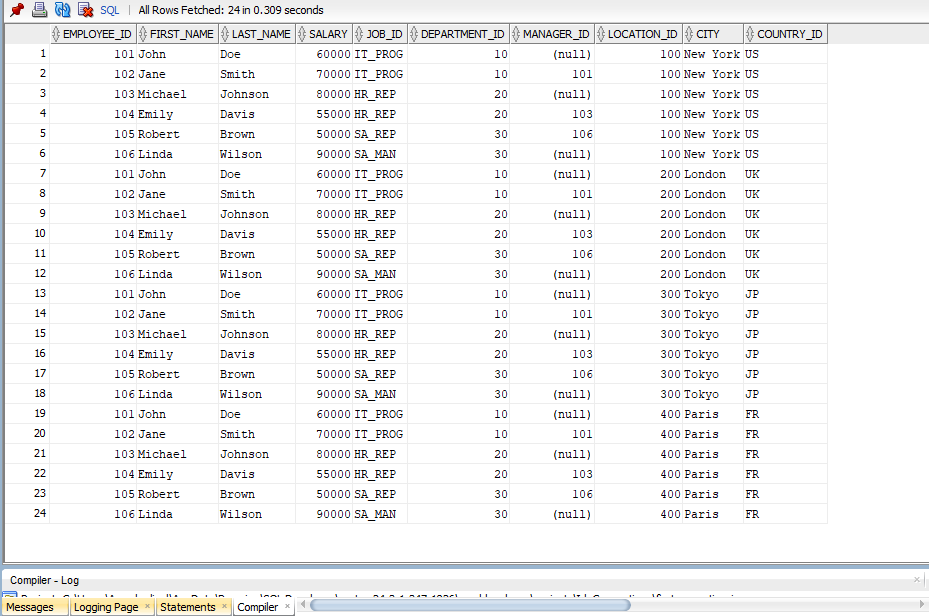 SQL | All Rows Fetched: 24 in 0.309 seconds
EMPLOYEE_ID FIRST_NAME LAST_NAME SALARY JOB_ID DEPARTMENT_ID MANAGER_ID LOCATION_ID CITY COUNTRY_ID
1 101 John Doe 60000 IT_PROG 10 (null) 100 New York US
2 102 Jane Smith 70000 IT_PROG 10 101 100 New York US
3 103 Michael Johnson 80000 HR_REP 20 (null) 100 New York US
4 104 Emily Davis 55000 HR_REP 20 103 100 New York US
5 105 Robert Brown 50000 SA_REP 30 106 100 New York US
6 106 Linda Wilson 90000 SA_MAN 30 (null) 100 New York US
7 101 John Doe 60000 IT_PROG 10 (null) 200 London UK
8 102 Jane Smith 70000 IT_PROG 10 101 200 London UK
9 103 Michael Johnson 80000 HR_REP 20 (null) 200 London UK
10 104 Emily Davis 55000 HR_REP 20 103 200 London UK
11 105 Robert Brown 50000 SA_REP 30 106 200 London UK
12 106 Linda Wilson 90000 SA_MAN 30 (null) 200 London UK
13 101 John Doe 60000 IT_PROG 10 (null) 300 Tokyo JP
14 102 Jane Smith 70000 IT_PROG 10 101 300 Tokyo JP
15 103 Michael Johnson 80000 HR_REP 20 (null) 300 Tokyo JP
16 104 Emily Davis 55000 HR_REP 20 103 300 Tokyo JP
17 105 Robert Brown 50000 SA_REP 30 106 300 Tokyo JP
18 106 Linda Wilson 90000 SA_MAN 30 (null) 300 Tokyo JP
19 101 John Doe 60000 IT_PROG 10 (null) 400 Paris FR
20 102 Jane Smith 70000 IT_PROG 10 101 400 Paris FR
21 103 Michael Johnson 80000 HR_REP 20 (null) 400 Paris FR
22 104 Emily Davis 55000 HR_REP 20 103 400 Paris FR
23 105 Robert Brown 50000 SA_REP 30 106 400 Paris FR
24 106 Linda Wilson 90000 SA_MAN 30 (null) 400 Paris FR
Compiler - Log
Messages Logging Page Statements Compiler